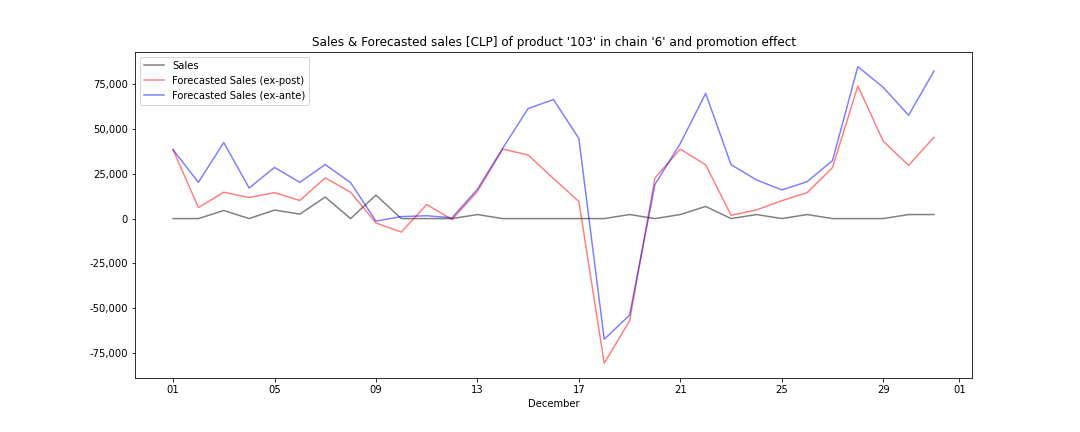 Sales & Forecasted sales [CLP] of product '103' in chain '6' and promotion effect
Sales
Forecasted Sales (ex-post)
Forecasted Sales (ex-ante)
75,000
50,000
25,000
0
-25,000
-50,000
-75,000
01 05 09 13 17 21 25 29 01
December